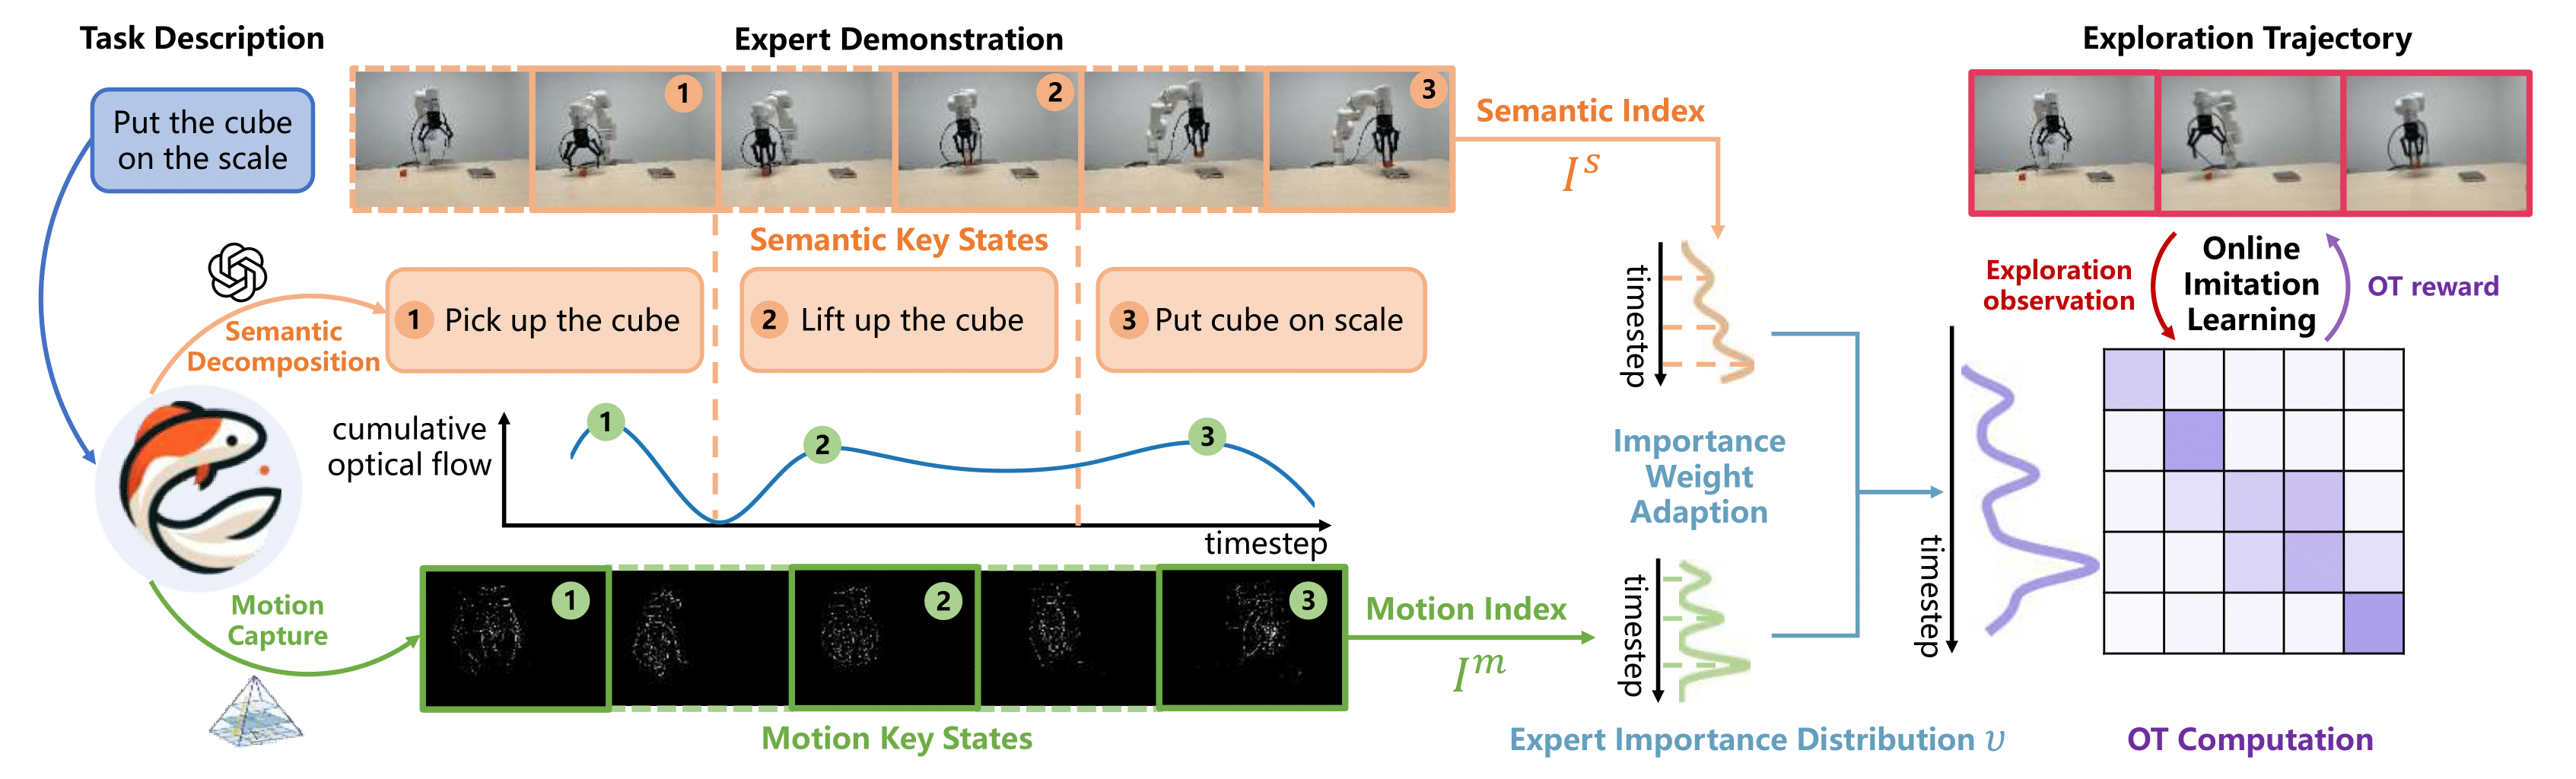 Task Description
Expert Demonstration
Exploration Trajectory
Put the cube
on the scale
1
2
3
Semantic Index
I^s
Semantic Key States
Semantic
Decomposition
1 Pick up the cube
2 Lift up the cube
3 Put cube on scale
cumulative
optical flow
1
2
3
timestep
Motion
Capture
1
2
3
Motion Key States
Motion Index
I^m
timestep
Importance
Weight
Adaption
timestep
Expert Importance Distribution υ
timestep
Exploration
observation
Online
Imitation
Learning
OT reward
OT Computation